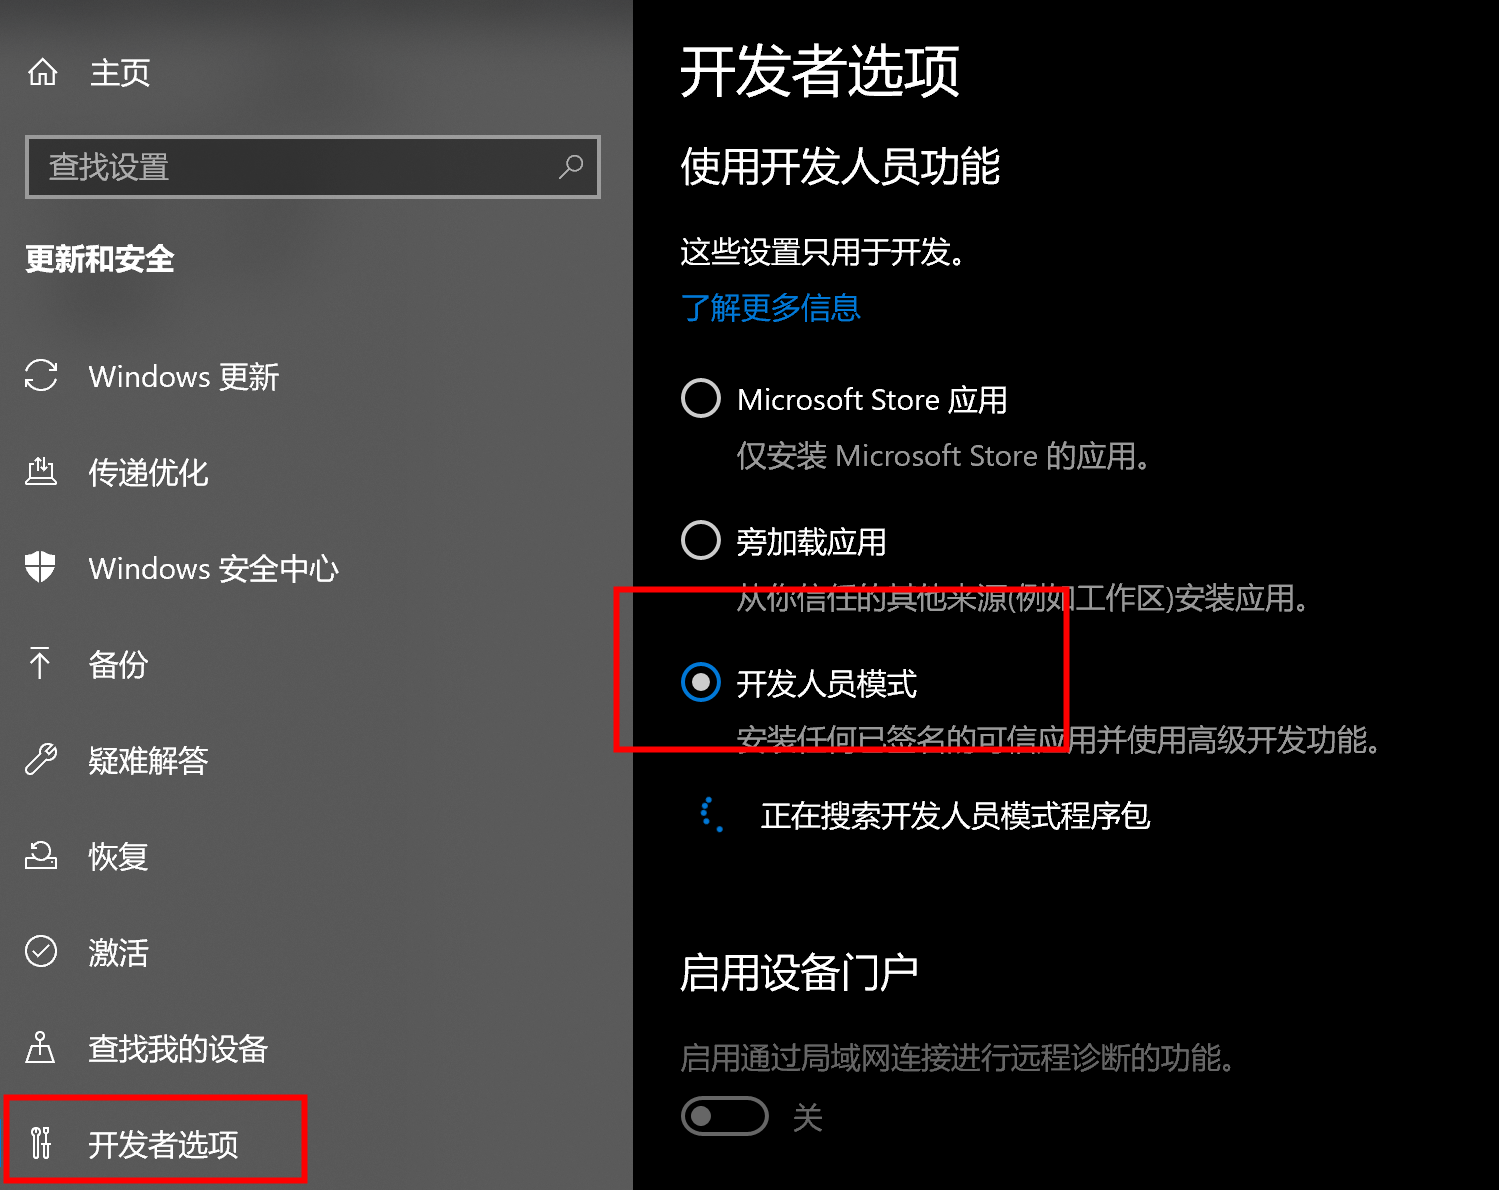 主页
查找设置
更新和安全
Windows 更新
传递优化
Windows 安全中心
备份
疑难解答
恢复
激活
查找我的设备
开发者选项
开发者选项
使用开发人员功能
这些设置只用于开发。
了解更多信息
Microsoft Store 应用
仅安装 Microsoft Store 的应用。
旁加载应用
从你信任的其他来源(例如工作区)安装应用。
开发人员模式
安装任何已签名的可信应用并使用高级开发功能。
正在搜索开发人员模式程序包
启用设备门户
启用通过局域网连接进行远程诊断的功能。
关